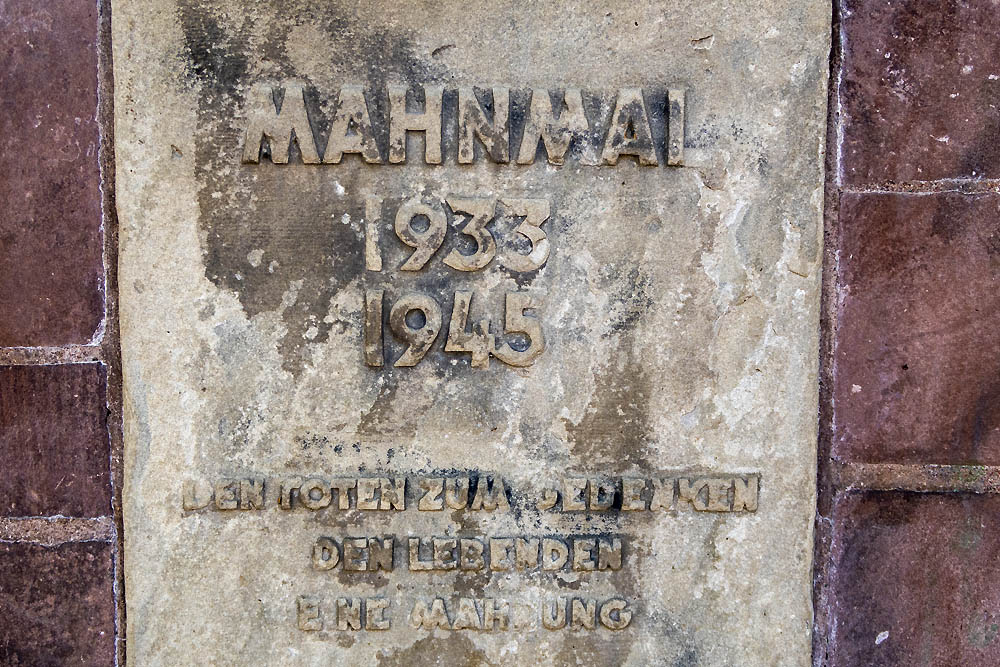 MAHNMAL
1933
1945
DEN TOTEN ZUM GEDENKEN
DEN LEBENDEN
EINE MAHNUNG